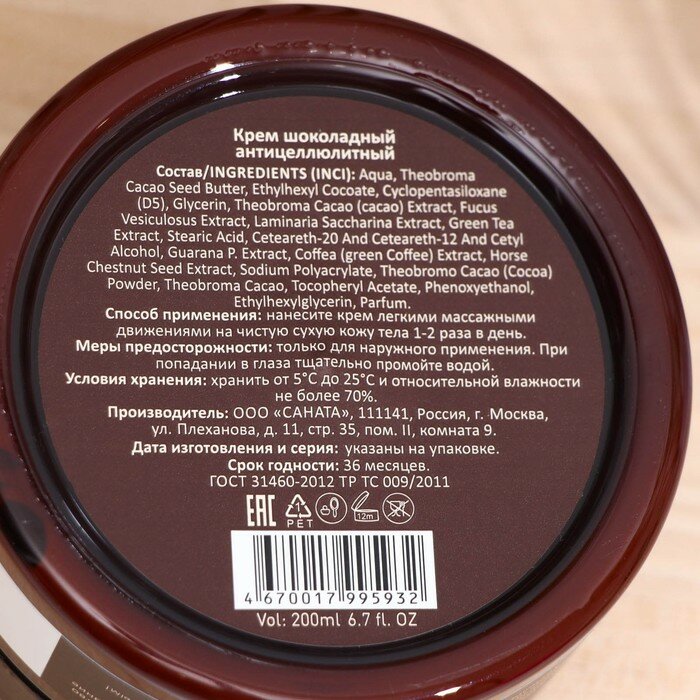 Крем шоколадный
антицеллюлитный
Состав/INGREDIENTS (INCI): Aqua, Theobroma
Cacao Seed Butter, Ethylhexyl Cocoate, Cyclopentasiloxane
(D5), Glycerin, Theobroma Cacao (cacao) Extract, Fucus
Vesiculosus Extract, Laminaria Saccharina Extract, Green Tea
Extract, Stearic Acid, Ceteareth-20 And Ceteareth-12 And Cetyl
Alcohol, Guarana P. Extract, Coffea (green Coffee) Extract, Horse
Chestnut Seed Extract, Sodium Polyacrylate, Theobromo Cacao (Cocoa)
Powder, Theobroma Cacao, Tocopheryl Acetate, Phenoxyethanol,
Ethylhexylglycerin, Parfum.
Способ применения: нанесите крем легкими массажными
движениями на чистую сухую кожу тела 1-2 раза в день.
Меры предосторожности: только для наружного применения. При
попадании в глаза тщательно промойте водой.
Условия хранения: хранить от 5°С до 25°С и относительной влажности
не более 70%.
Производитель: ООО «САНАТА», 111141, Россия, г. Москва,
ул. Плеханова, д. 11, стр. 35, пом. II, комната 9.
Дата изготовления и серия: указаны на упаковке.
Срок годности: 36 месяцев.
ГОСТ 31460-2012 ТР ТС 009/2011
EAC 1 PET 12m
4 670017 995932
Vol: 200ml 6.7 fl. OZ